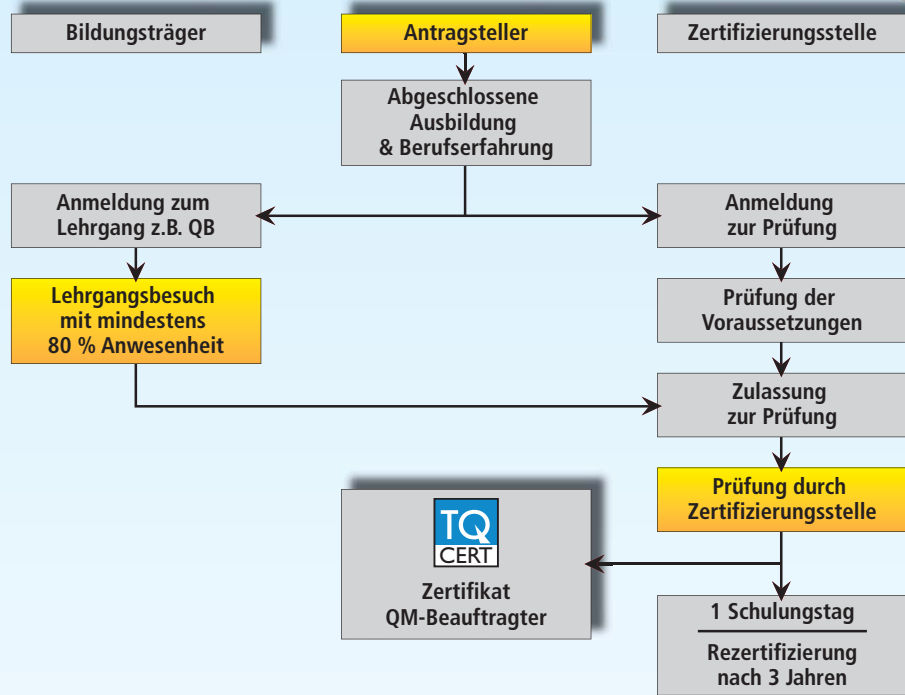 Bildungsträger
Antragsteller
Zertifizierungsstelle
Abgeschlossene
Ausbildung
& Berufserfahrung
Anmeldung zum
Lehrgang z.B. QB
Anmeldung
zur Prüfung
Lehrgangsbesuch
mit mindestens
80 % Anwesenheit
Prüfung der
Voraussetzungen
Zulassung
zur Prüfung
Prüfung durch
Zertifizierungsstelle
TQ
CERT
Zertifikat
QM-Beauftragter
1 Schulungstag
Rezertifizierung
nach 3 Jahren